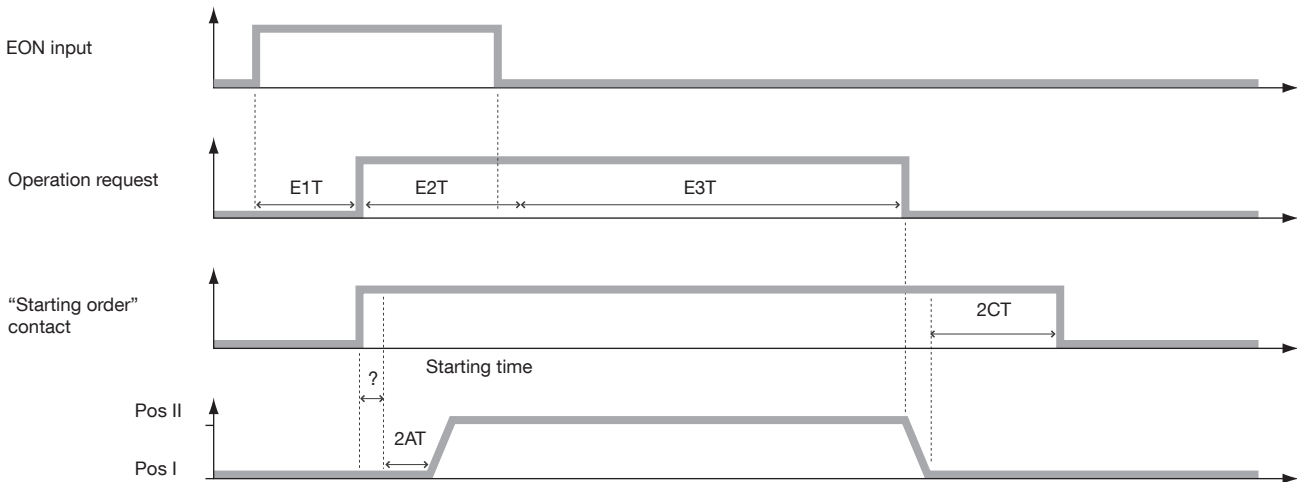 EON input
Operation request
E1T
E2T
E3T
“Starting order”
contact
2CT
Starting time
?
Pos II
2AT
Pos I